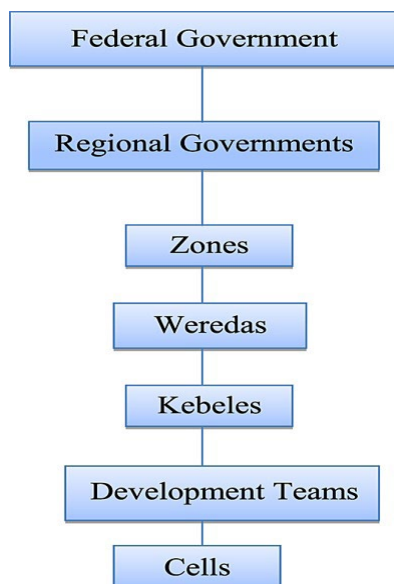 Federal Government
Regional Governments
Zones
Weredas
Kebeles
Development Teams
Cells